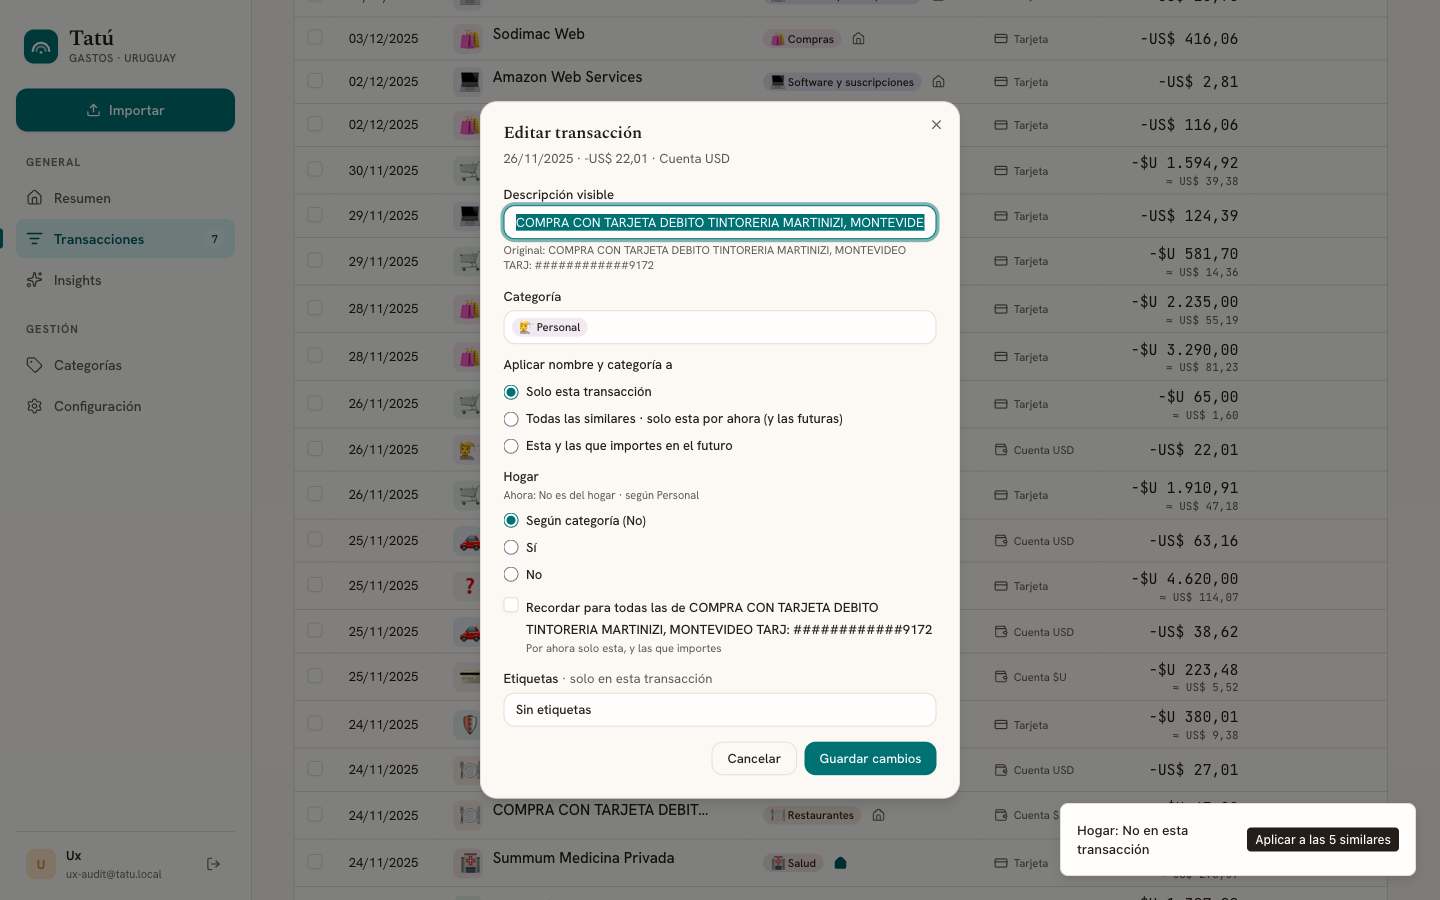 Tatú
GASTOS · URUGUAY
Importar
GENERAL
Resumen
Transacciones 7
Insights
GESTIÓN
Categorías
Configuración
U
Ux
ux-audit@tatu.local
03/12/2025 Sodimac Web Compras Tarjeta -US$ 416,06
02/12/2025 Amazon Web Services Software y suscripciones Tarjeta -US$ 2,81
02/12/2025 Tarjeta -US$ 116,06
30/11/2025 Tarjeta -$U 1.594,92
≈ US$ 39,38
29/11/2025 Tarjeta -US$ 124,39
29/11/2025 Tarjeta -$U 581,70
≈ US$ 14,36
28/11/2025 Tarjeta -$U 2.235,00
≈ US$ 55,19
28/11/2025 Tarjeta -$U 3.290,00
≈ US$ 81,23
26/11/2025 Tarjeta -$U 65,00
≈ US$ 1,60
26/11/2025 Cuenta USD -US$ 22,01
26/11/2025 Tarjeta -$U 1.910,91
≈ US$ 47,18
25/11/2025 Cuenta USD -US$ 63,16
25/11/2025 Tarjeta -$U 4.620,00
≈ US$ 114,07
25/11/2025 Cuenta USD -US$ 38,62
25/11/2025 Cuenta $U -$U 223,48
≈ US$ 5,52
24/11/2025 Tarjeta -$U 380,01
≈ US$ 9,38
24/11/2025 Cuenta USD -US$ 27,01
24/11/2025 COMPRA CON TARJETA DEBIT... Restaurantes
24/11/2025 Summum Medicina Privada Salud Tarjeta
Editar transacción
26/11/2025 · -US$ 22,01 · Cuenta USD
Descripción visible
COMPRA CON TARJETA DEBITO TINTORERIA MARTINIZI, MONTEVIDE
Original: COMPRA CON TARJETA DEBITO TINTORERIA MARTINIZI, MONTEVIDEO
TARJ: ############9172
Categoría
Personal
Aplicar nombre y categoría a
Solo esta transacción
Todas las similares · solo esta por ahora (y las futuras)
Esta y las que importes en el futuro
Hogar
Ahora: No es del hogar · según Personal
Según categoría (No)
Sí
No
Recordar para todas las de COMPRA CON TARJETA DEBITO
TINTORERIA MARTINIZI, MONTEVIDEO TARJ: ############9172
Por ahora solo esta, y las que importes
Etiquetas · solo en esta transacción
Sin etiquetas
Cancelar
Guardar cambios
Hogar: No en esta
transacción
Aplicar a las 5 similares